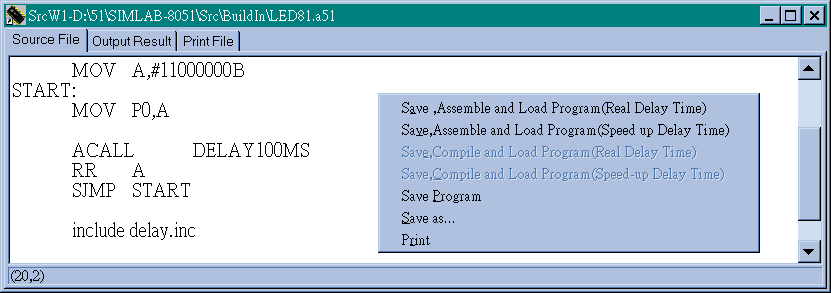 SrcW1-D:\51\SIMLAB-8051\Src\BuildIn\LED81.a51
Source File Output Result Print File
MOV A,#11000000B
START:
MOV P0,A
ACALL DELAY100MS
RR A
SJMP START
include delay.inc
Save ,Assemble and Load Program(Real Delay Time)
Save,Assemble and Load Program(Speed up Delay Time)
Save,Compile and Load Program(Real Delay Time)
Save,Compile and Load Program(Speed-up Delay Time)
Save Program
Save as...
Print
(20,2)